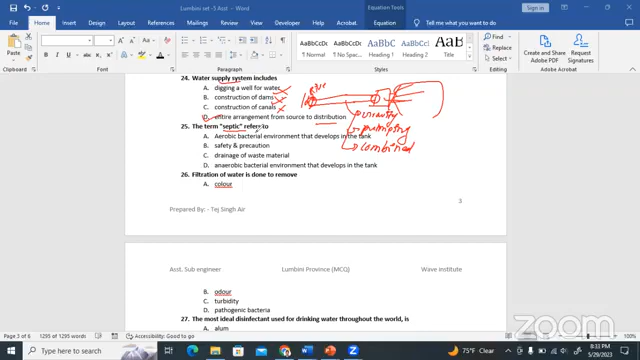 Lumbini set -5 Asst - Word
Equation Tools
Sign in
File Home Insert Design Layout References Mailings Review View Help Acrobat Equation Tell me what you want to do Share
AaBbCcDc AaBbCcDc AaBbCc AaBbCcC AaB
¶ Normal ¶ No Spac... Heading 1 Heading 2 Title
Find
Replace
Select
Create and Share Adobe PDF
Request Signatures
Clipboard Font Paragraph Styles Editing Adobe Acrobat
24. Water supply system includes
A. digging a well for water
B. construction of dams
C. construction of canals
D. entire arrangement from source to distribution
gravity
pumping
combined
25. The term "septic" refers to
A. Aerobic bacterial environment that develops in the tank
B. safety & precaution
C. drainage of waste material
D. anaerobic bacterial environment that develops in the tank
26. Filtration of water is done to remove
A. colour
Prepared By: - Tej Singh Air
3
Acst. Sub engineer Lumbini Province (MCQ) Wave institute
B. odour
C. turbidity
D. pathogenic bacteria
27. The most ideal disinfectant used for drinking water throughout the world, is
A. alum
Page 3 of 6 1295 of 1295 words Accessibility: Good to go
zoom
75°F Clear
8:33 PM
5/29/2023